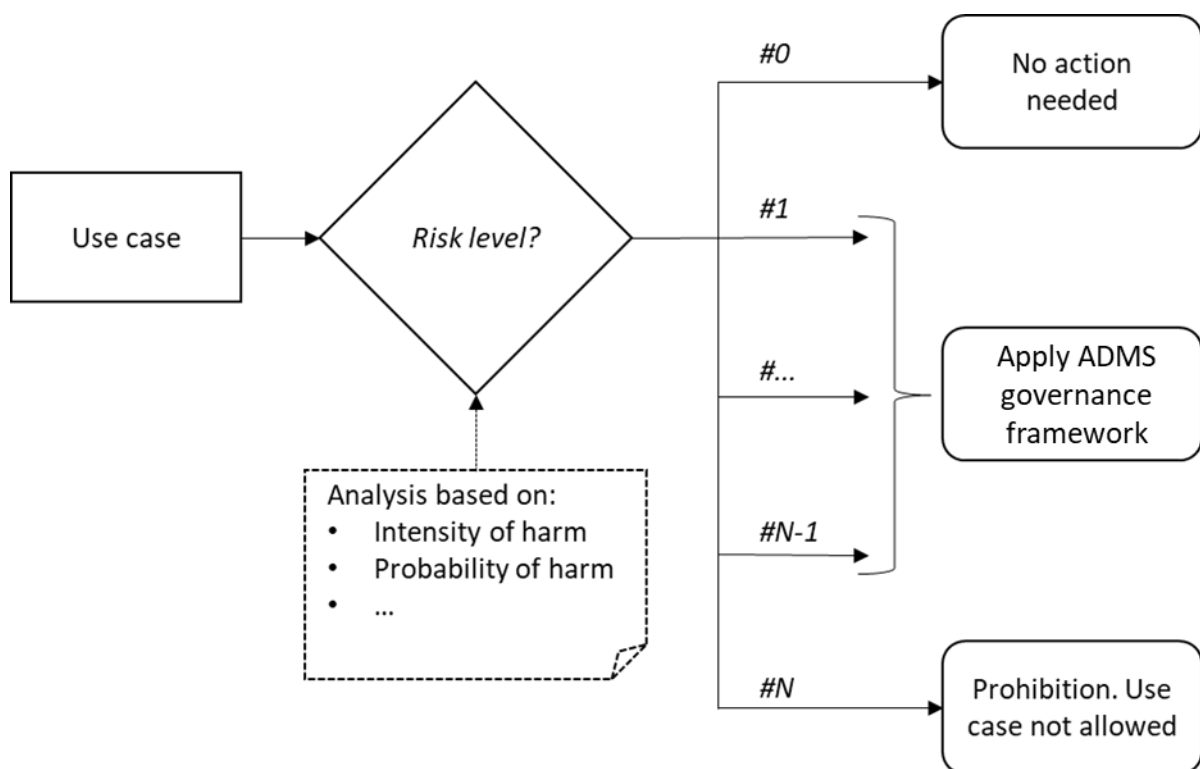 Use case
Risk level?
Analysis based on:
• Intensity of harm
• Probability of harm
• ...
#0
#1
#...
#N-1
#N
No action
needed
Apply ADMS
governance
framework
Prohibition. Use
case not allowed